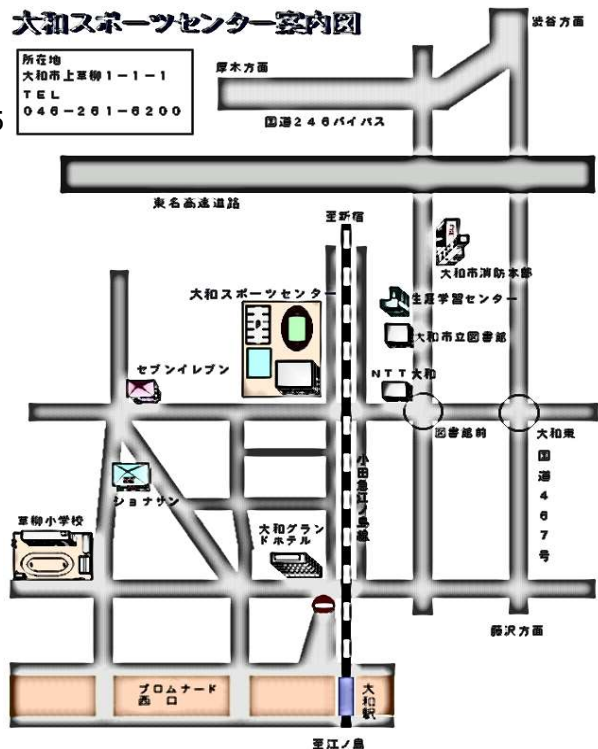 大和スポーツセンター案内図
所在地
大和市上草柳1-1-1
TEL
046-261-6200
渋谷方面
厚木方面
国道246バイパス
東名高速道路
至新宿
大和市消防本部
大和スポーツセンター
生涯学習センター
大和市立図書館
セブンイレブン
NTT大和
図書館前
大和東
国道467号
小田急江ノ島線
ショナサン
草柳小学校
大和グラン
ドホテル
藤沢方面
プロムナード
西口
大和駅
至江ノ島